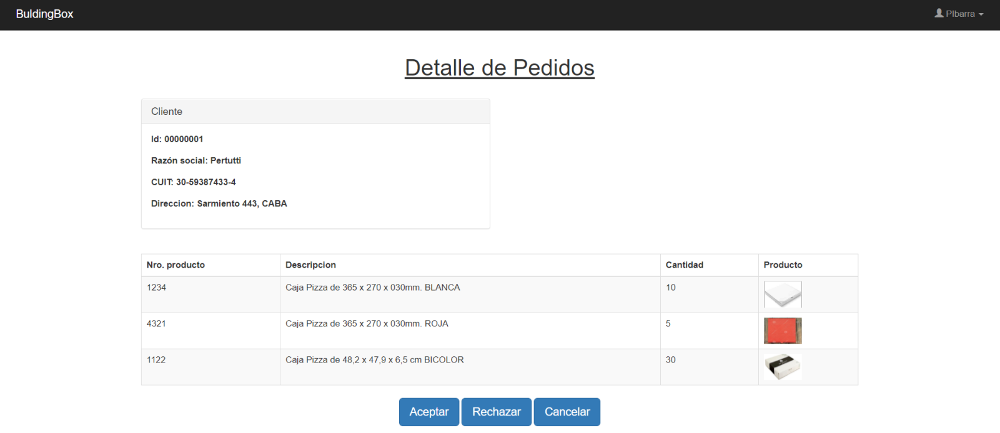 BuldingBox
PIbarra
Detalle de Pedidos
Cliente
Id: 00000001
Razón social: Pertutti
CUIT: 30-59387433-4
Direccion: Sarmiento 443, CABA
Nro. producto Descripcion Cantidad Producto
1234 Caja Pizza de 365 x 270 x 030mm. BLANCA 10
4321 Caja Pizza de 365 x 270 x 030mm. ROJA 5
1122 Caja Pizza de 48,2 x 47,9 x 6,5 cm BICOLOR 30
Aceptar Rechazar Cancelar